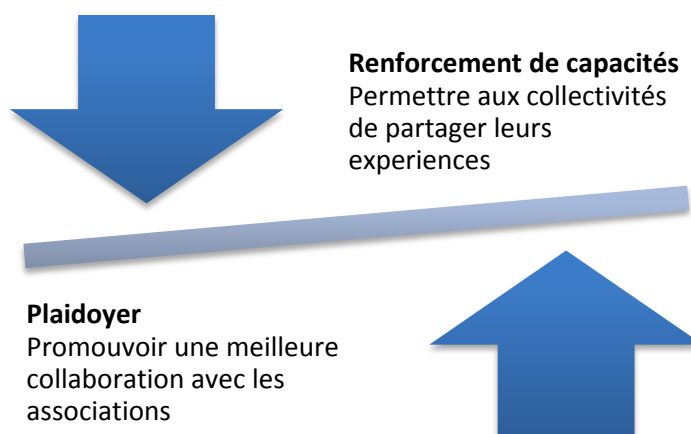 Renforcement de capacités
Permettre aux collectivités
de partager leurs
experiences
Plaidoyer
Promouvoir une meilleure
collaboration avec les
associations